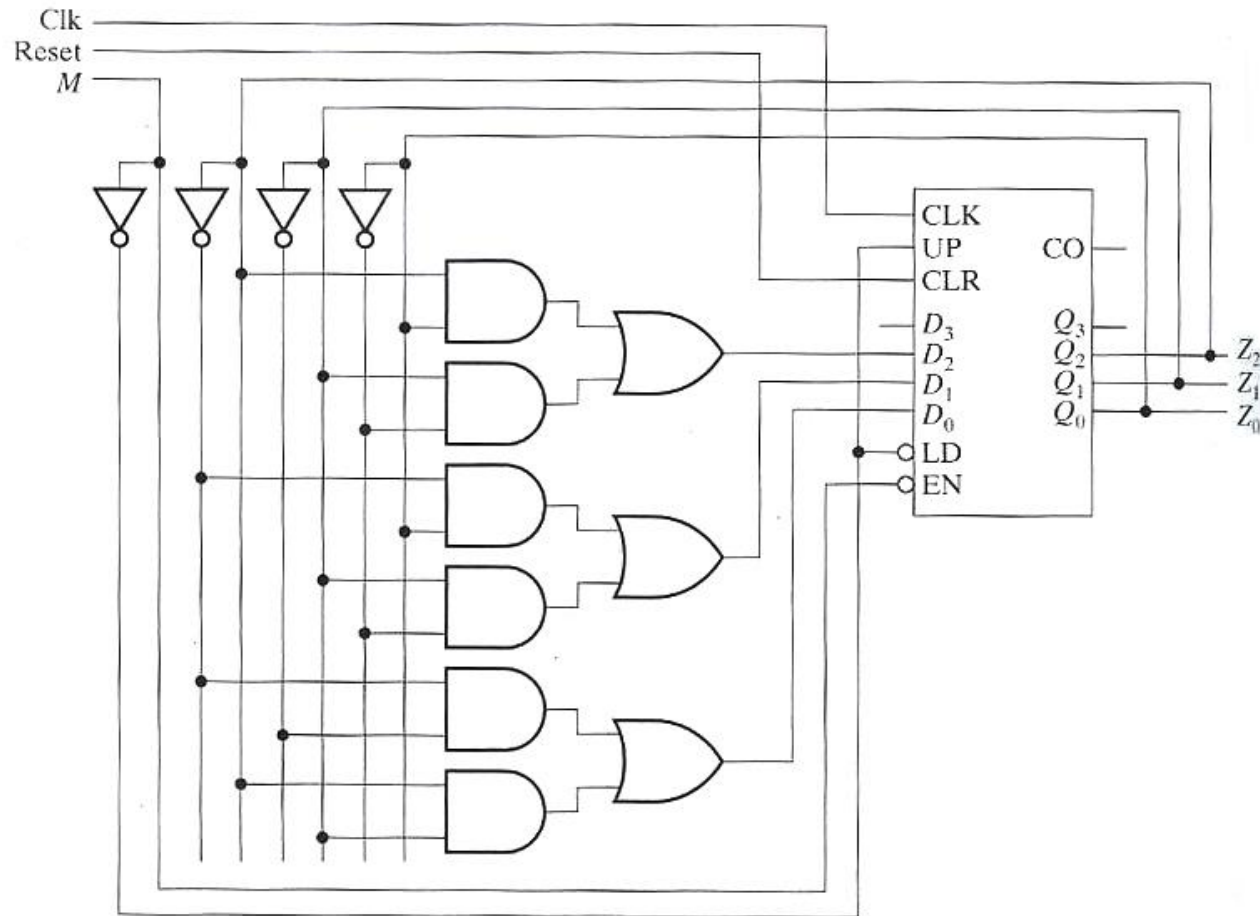 Clk
Reset
M
CLK
UP
CO
CLR
D₃
Q₃
D₂
Q₂
Z₂
D₁
Q₁
Z₁
D₀
Q₀
Z₀
LD
EN